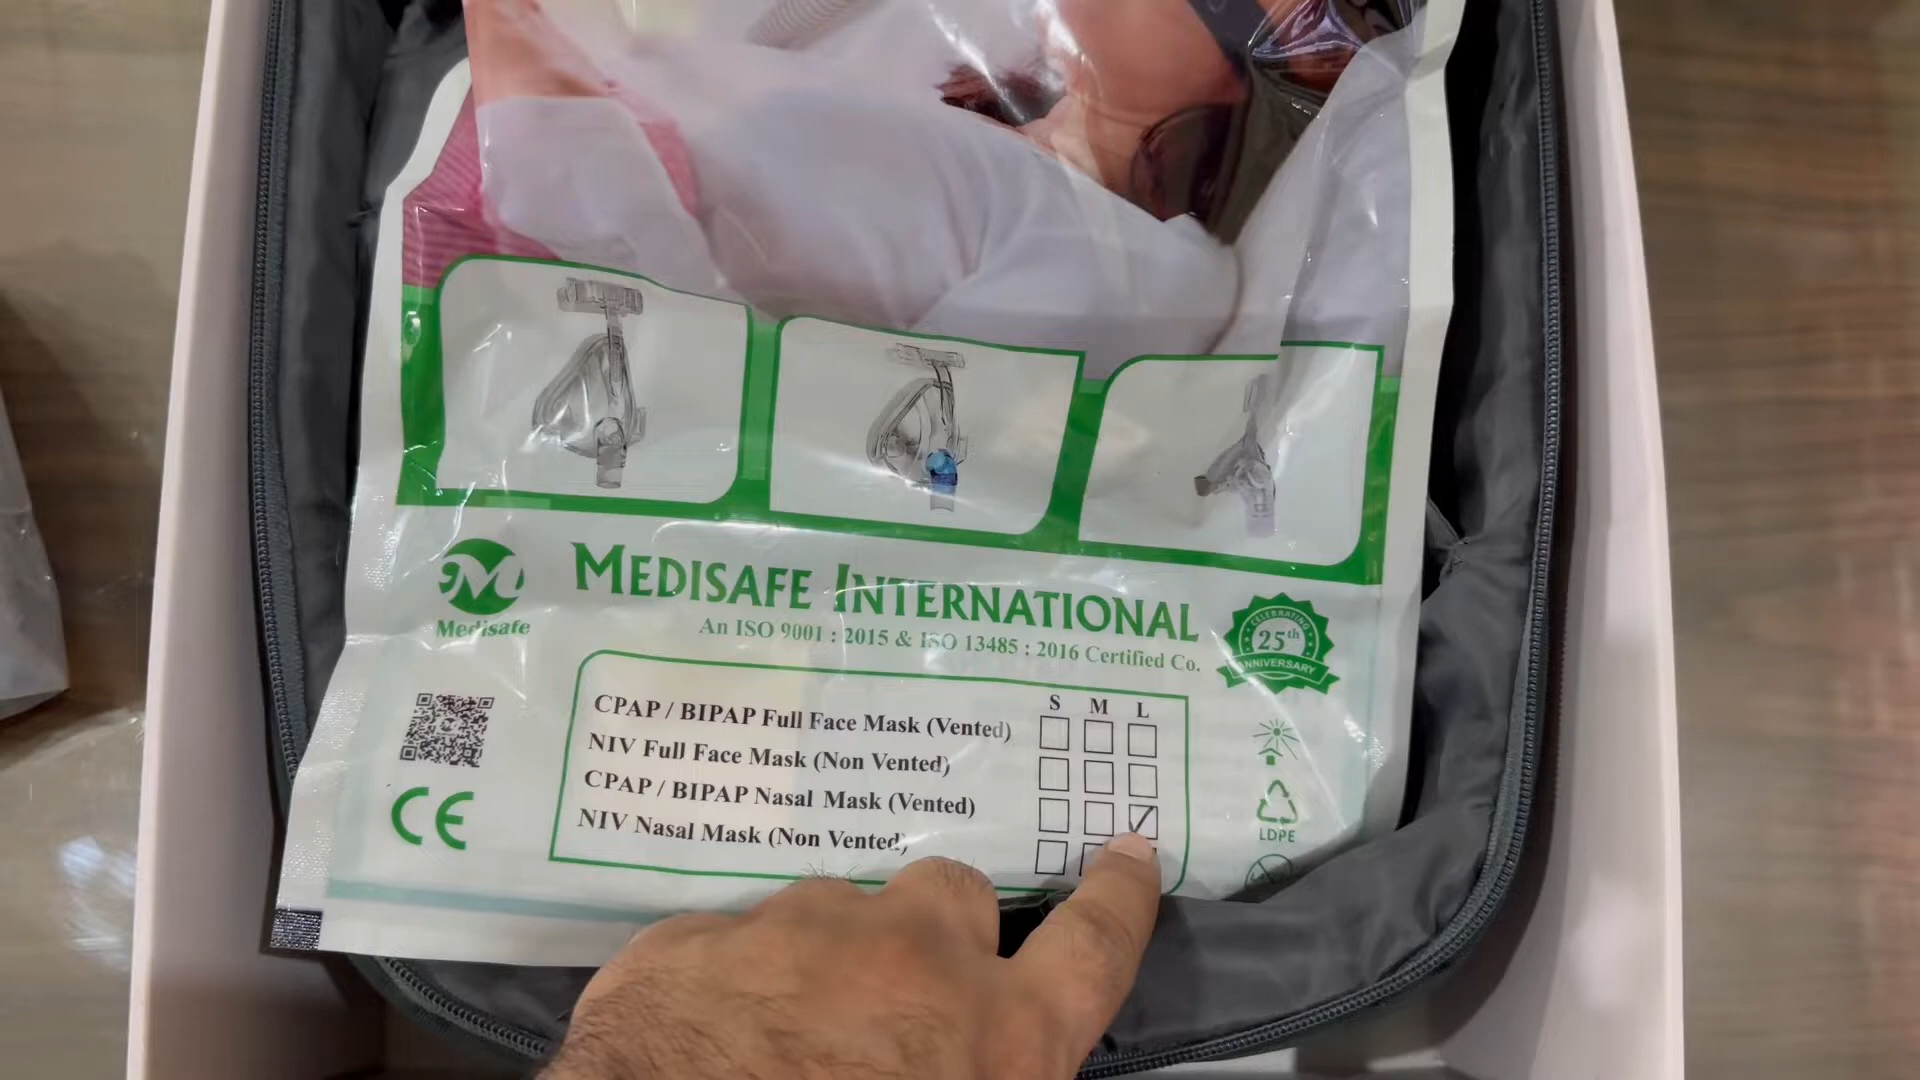 MEDISAFE INTERNATIONAL
Medisafe
An ISO 9001 : 2015 & ISO 13485 : 2016 Certified Co.
CELEBRATING
25th
ANNIVERSARY
S M L
CPAP / BIPAP Full Face Mask (Vented)
NIV Full Face Mask (Non Vented)
CPAP / BIPAP Nasal Mask (Vented)
NIV Nasal Mask (Non Vented)
CE
LDPE